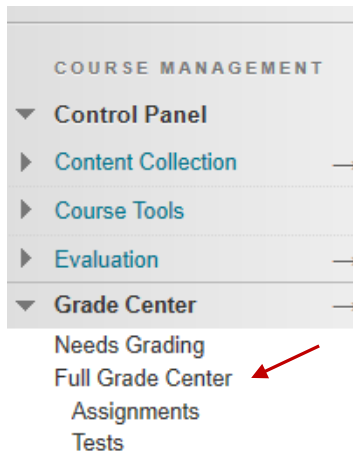 COURSE MANAGEMENT
Control Panel
Content Collection
Course Tools
Evaluation
Grade Center
Needs Grading
Full Grade Center
Assignments
Tests